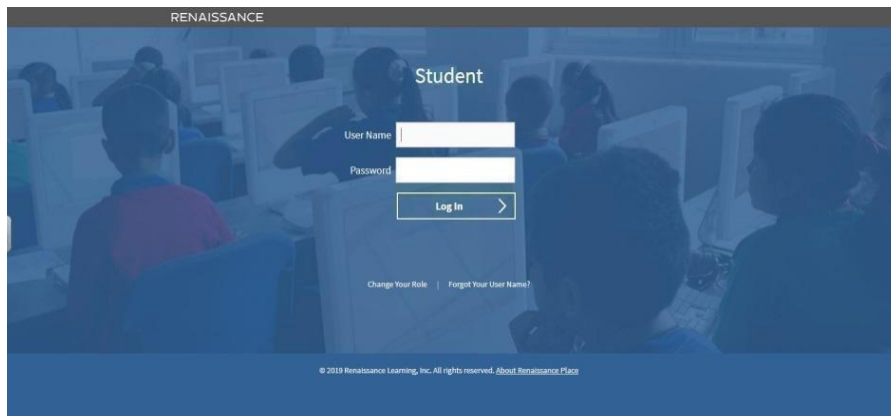 RENAISSANCE
Student
User Name
Password
Log In
Change Your Role | Forgot Your User Name?
© 2019 Renaissance Learning, Inc. All rights reserved. About Renaissance Place